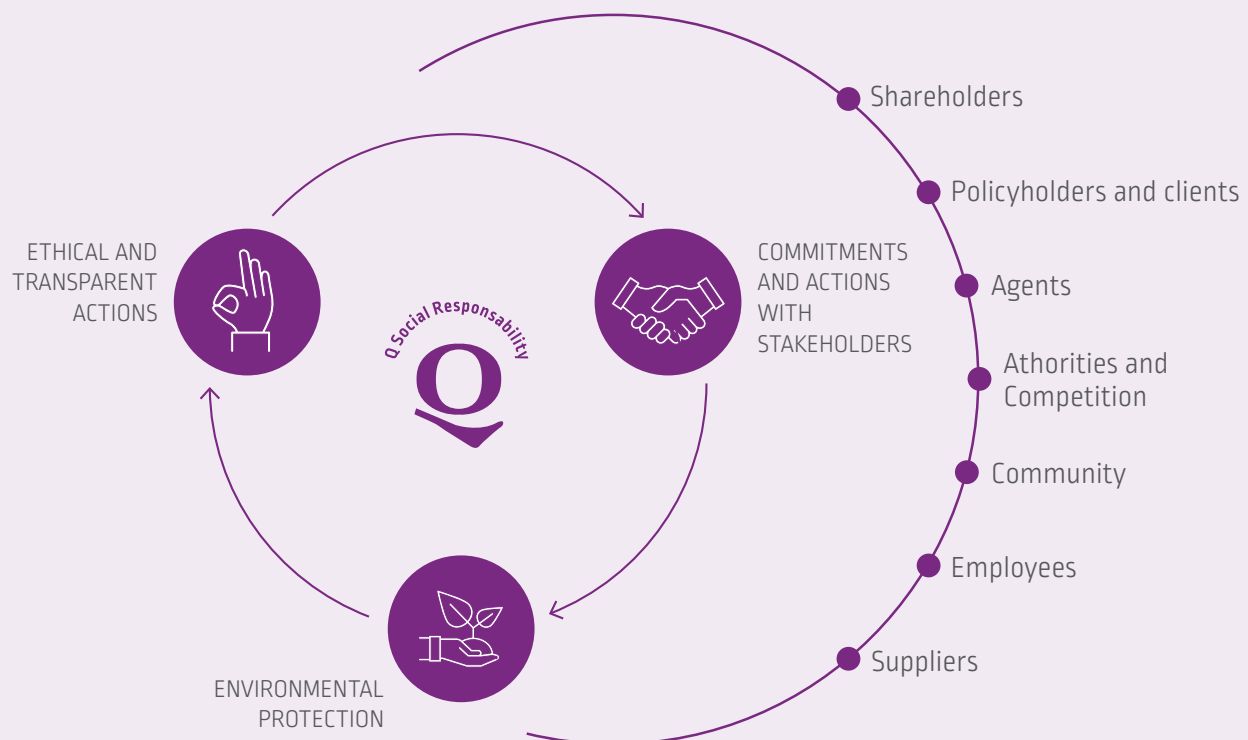 ETHICAL AND
TRANSPARENT
ACTIONS
Q Social Responsability
Q
COMMITMENTS
AND ACTIONS
WITH
STAKEHOLDERS
ENVIRONMENTAL
PROTECTION
Shareholders
Policyholders and clients
Agents
Athorities and
Competition
Community
Employees
Suppliers